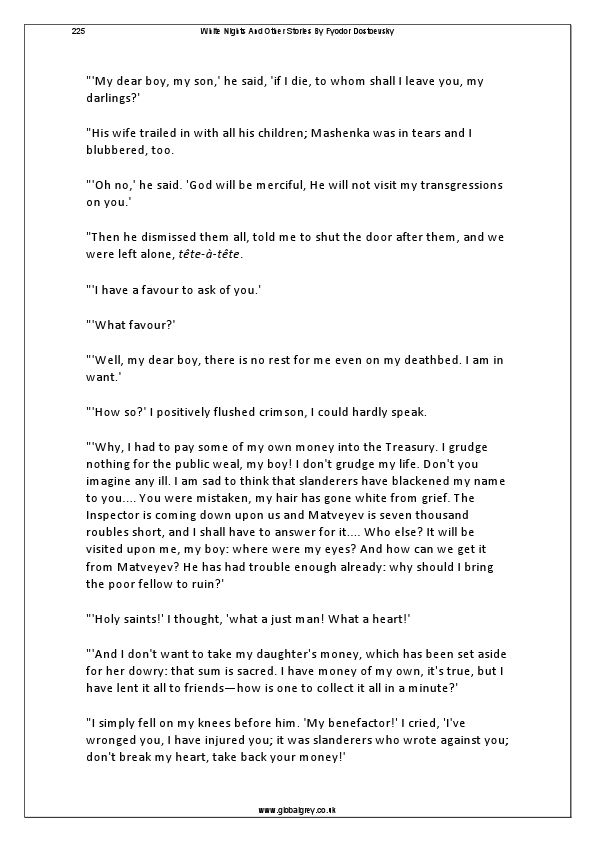 225 White Nights And Other Stories By Fyodor Dostoevsky
"'My dear boy, my son,' he said, 'if I die, to whom shall I leave you, my
darlings?'
"His wife trailed in with all his children; Mashenka was in tears and I
blubbered, too.
"'Oh no,' he said. 'God will be merciful, He will not visit my transgressions
on you.'
"Then he dismissed them all, told me to shut the door after them, and we
were left alone, tête-à-tête.
"'I have a favour to ask of you.'
"'What favour?'
"'Well, my dear boy, there is no rest for me even on my deathbed. I am in
want.'
"'How so?' I positively flushed crimson, I could hardly speak.
"'Why, I had to pay some of my own money into the Treasury. I grudge
nothing for the public weal, my boy! I don't grudge my life. Don't you
imagine any ill. I am sad to think that slanderers have blackened my name
to you.... You were mistaken, my hair has gone white from grief. The
Inspector is coming down upon us and Matveyev is seven thousand
roubles short, and I shall have to answer for it.... Who else? It will be
visited upon me, my boy: where were my eyes? And how can we get it
from Matveyev? He has had trouble enough already: why should I bring
the poor fellow to ruin?'
"'Holy saints!' I thought, 'what a just man! What a heart!'
"'And I don't want to take my daughter's money, which has been set aside
for her dowry: that sum is sacred. I have money of my own, it's true, but I
have lent it all to friends—how is one to collect it all in a minute?'
"I simply fell on my knees before him. 'My benefactor!' I cried, 'I've
wronged you, I have injured you; it was slanderers who wrote against you;
don't break my heart, take back your money!'
www.globalgrey.co.uk